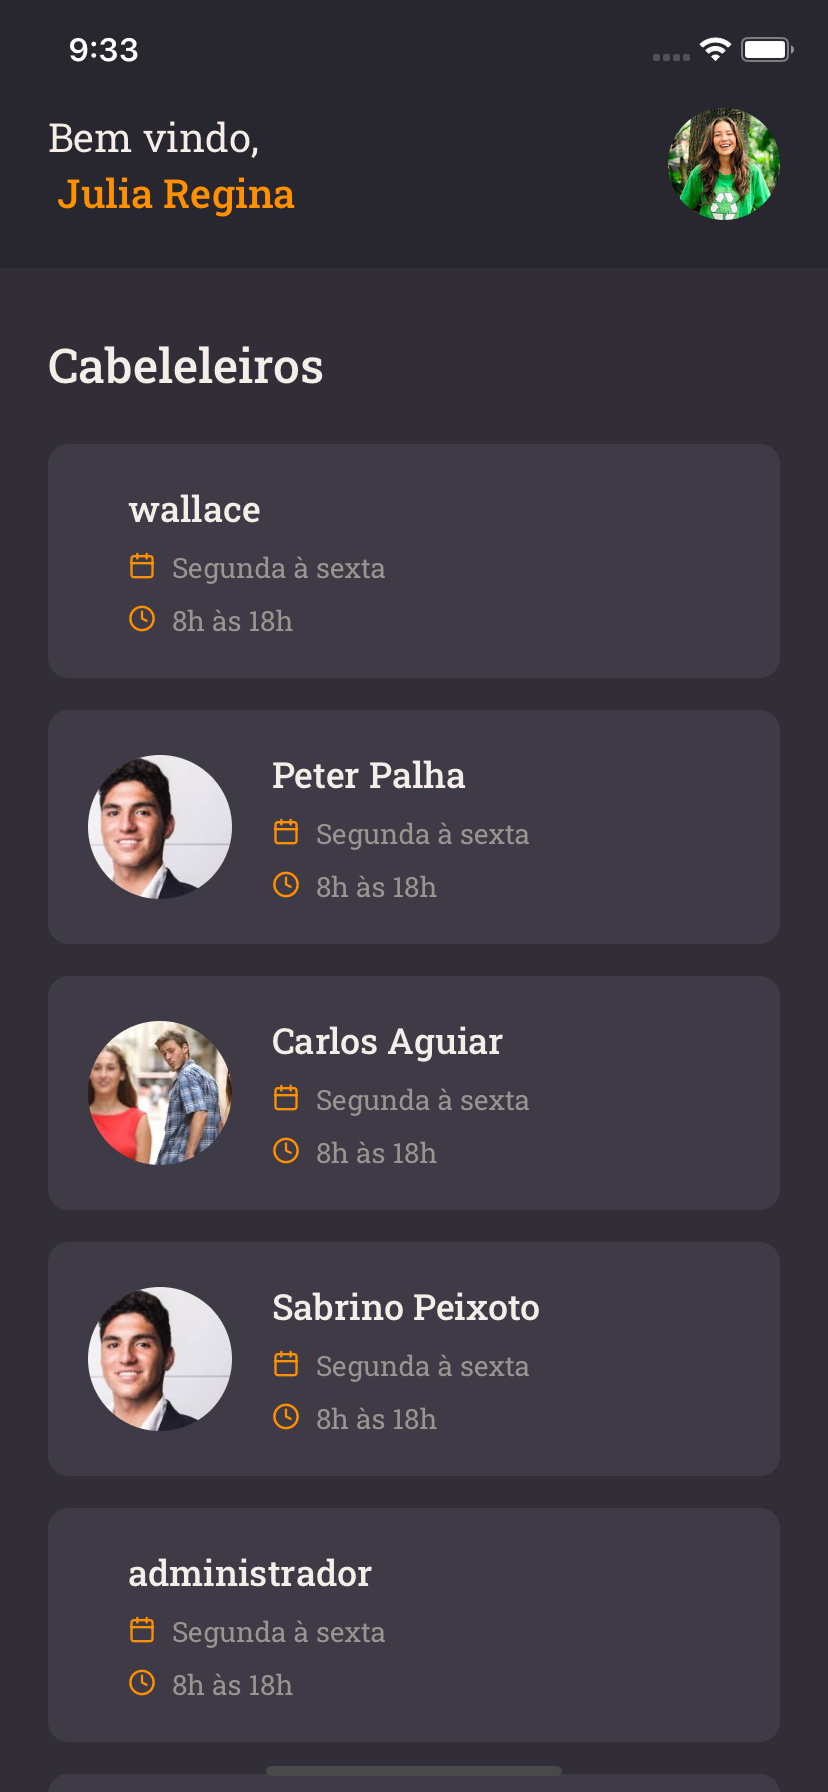 9:33
Bem vindo,
Julia Regina
Cabeleleiros
wallace
Segunda à sexta
8h às 18h
Peter Palha
Segunda à sexta
8h às 18h
Carlos Aguiar
Segunda à sexta
8h às 18h
Sabrino Peixoto
Segunda à sexta
8h às 18h
administrador
Segunda à sexta
8h às 18h